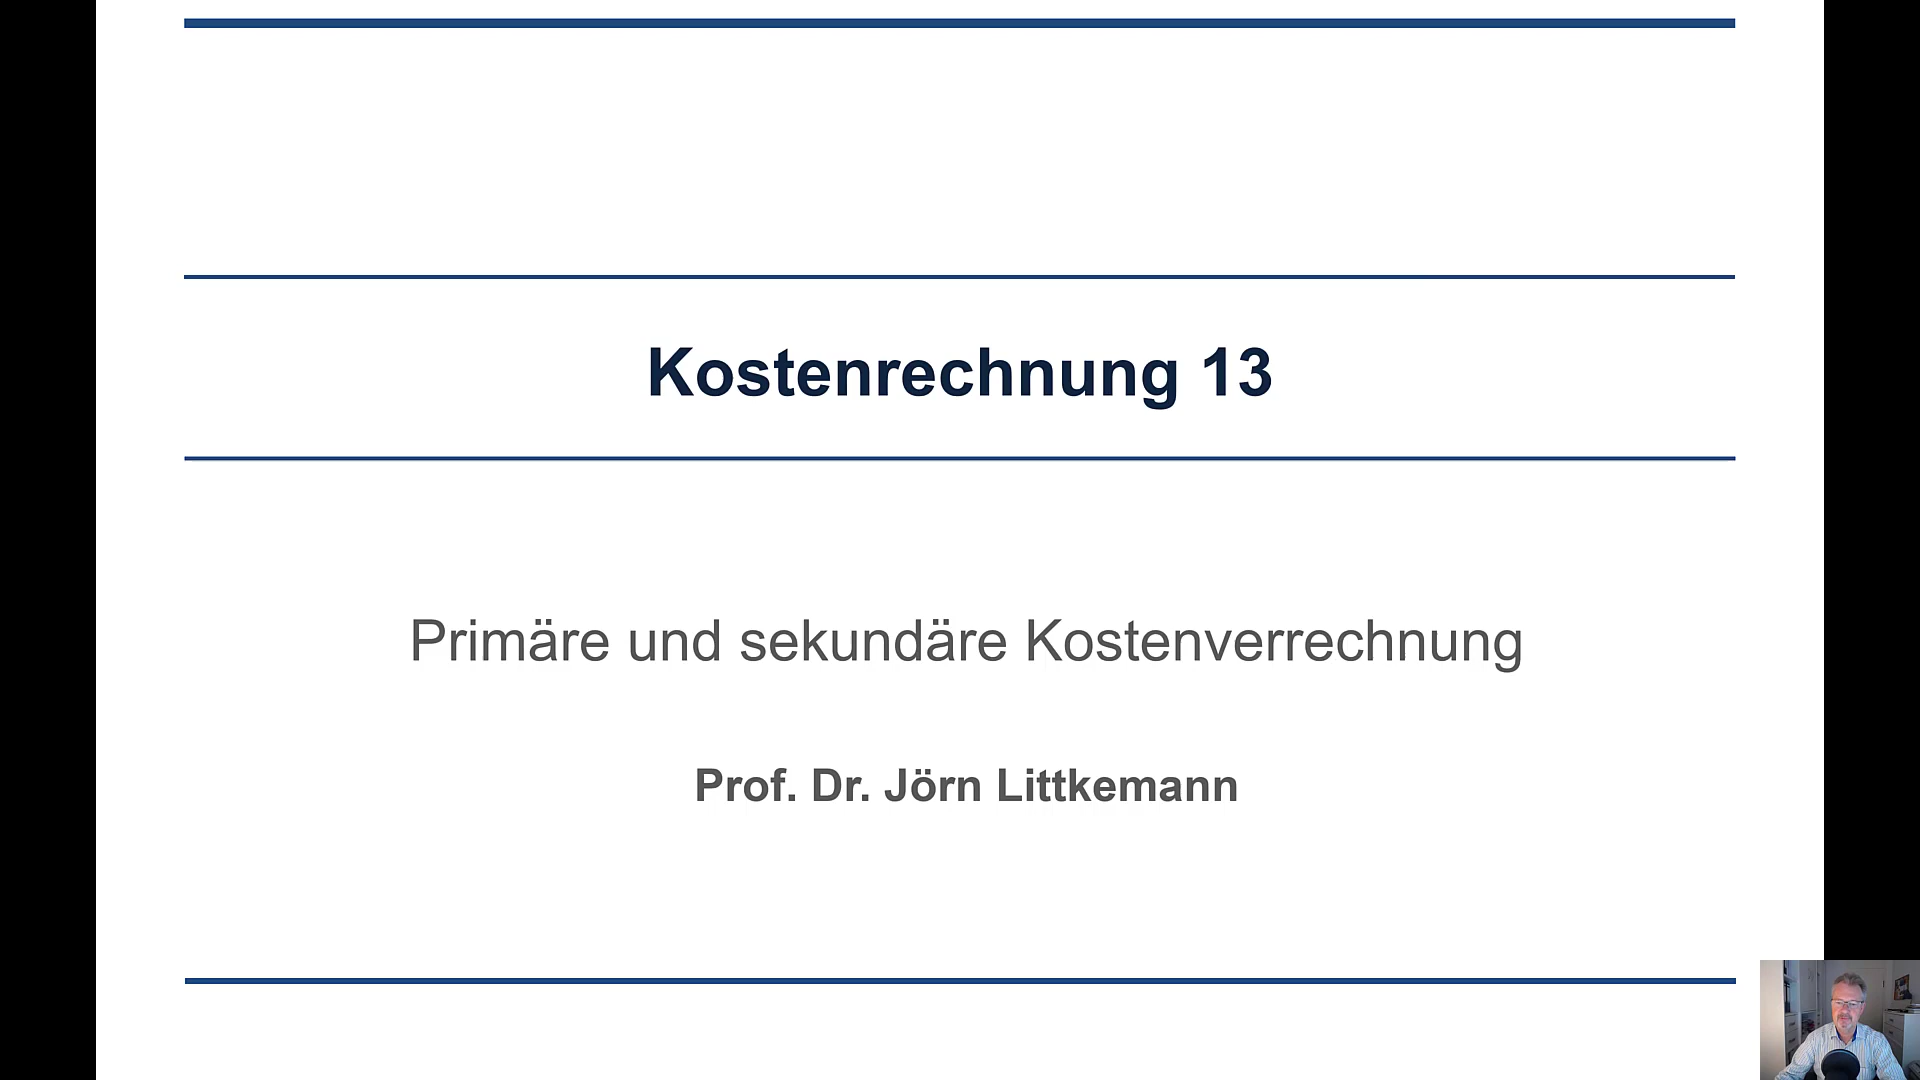 Kostenrechnung 13
Primäre und sekundäre Kostenverrechnung
Prof. Dr. Jörn Littkemann